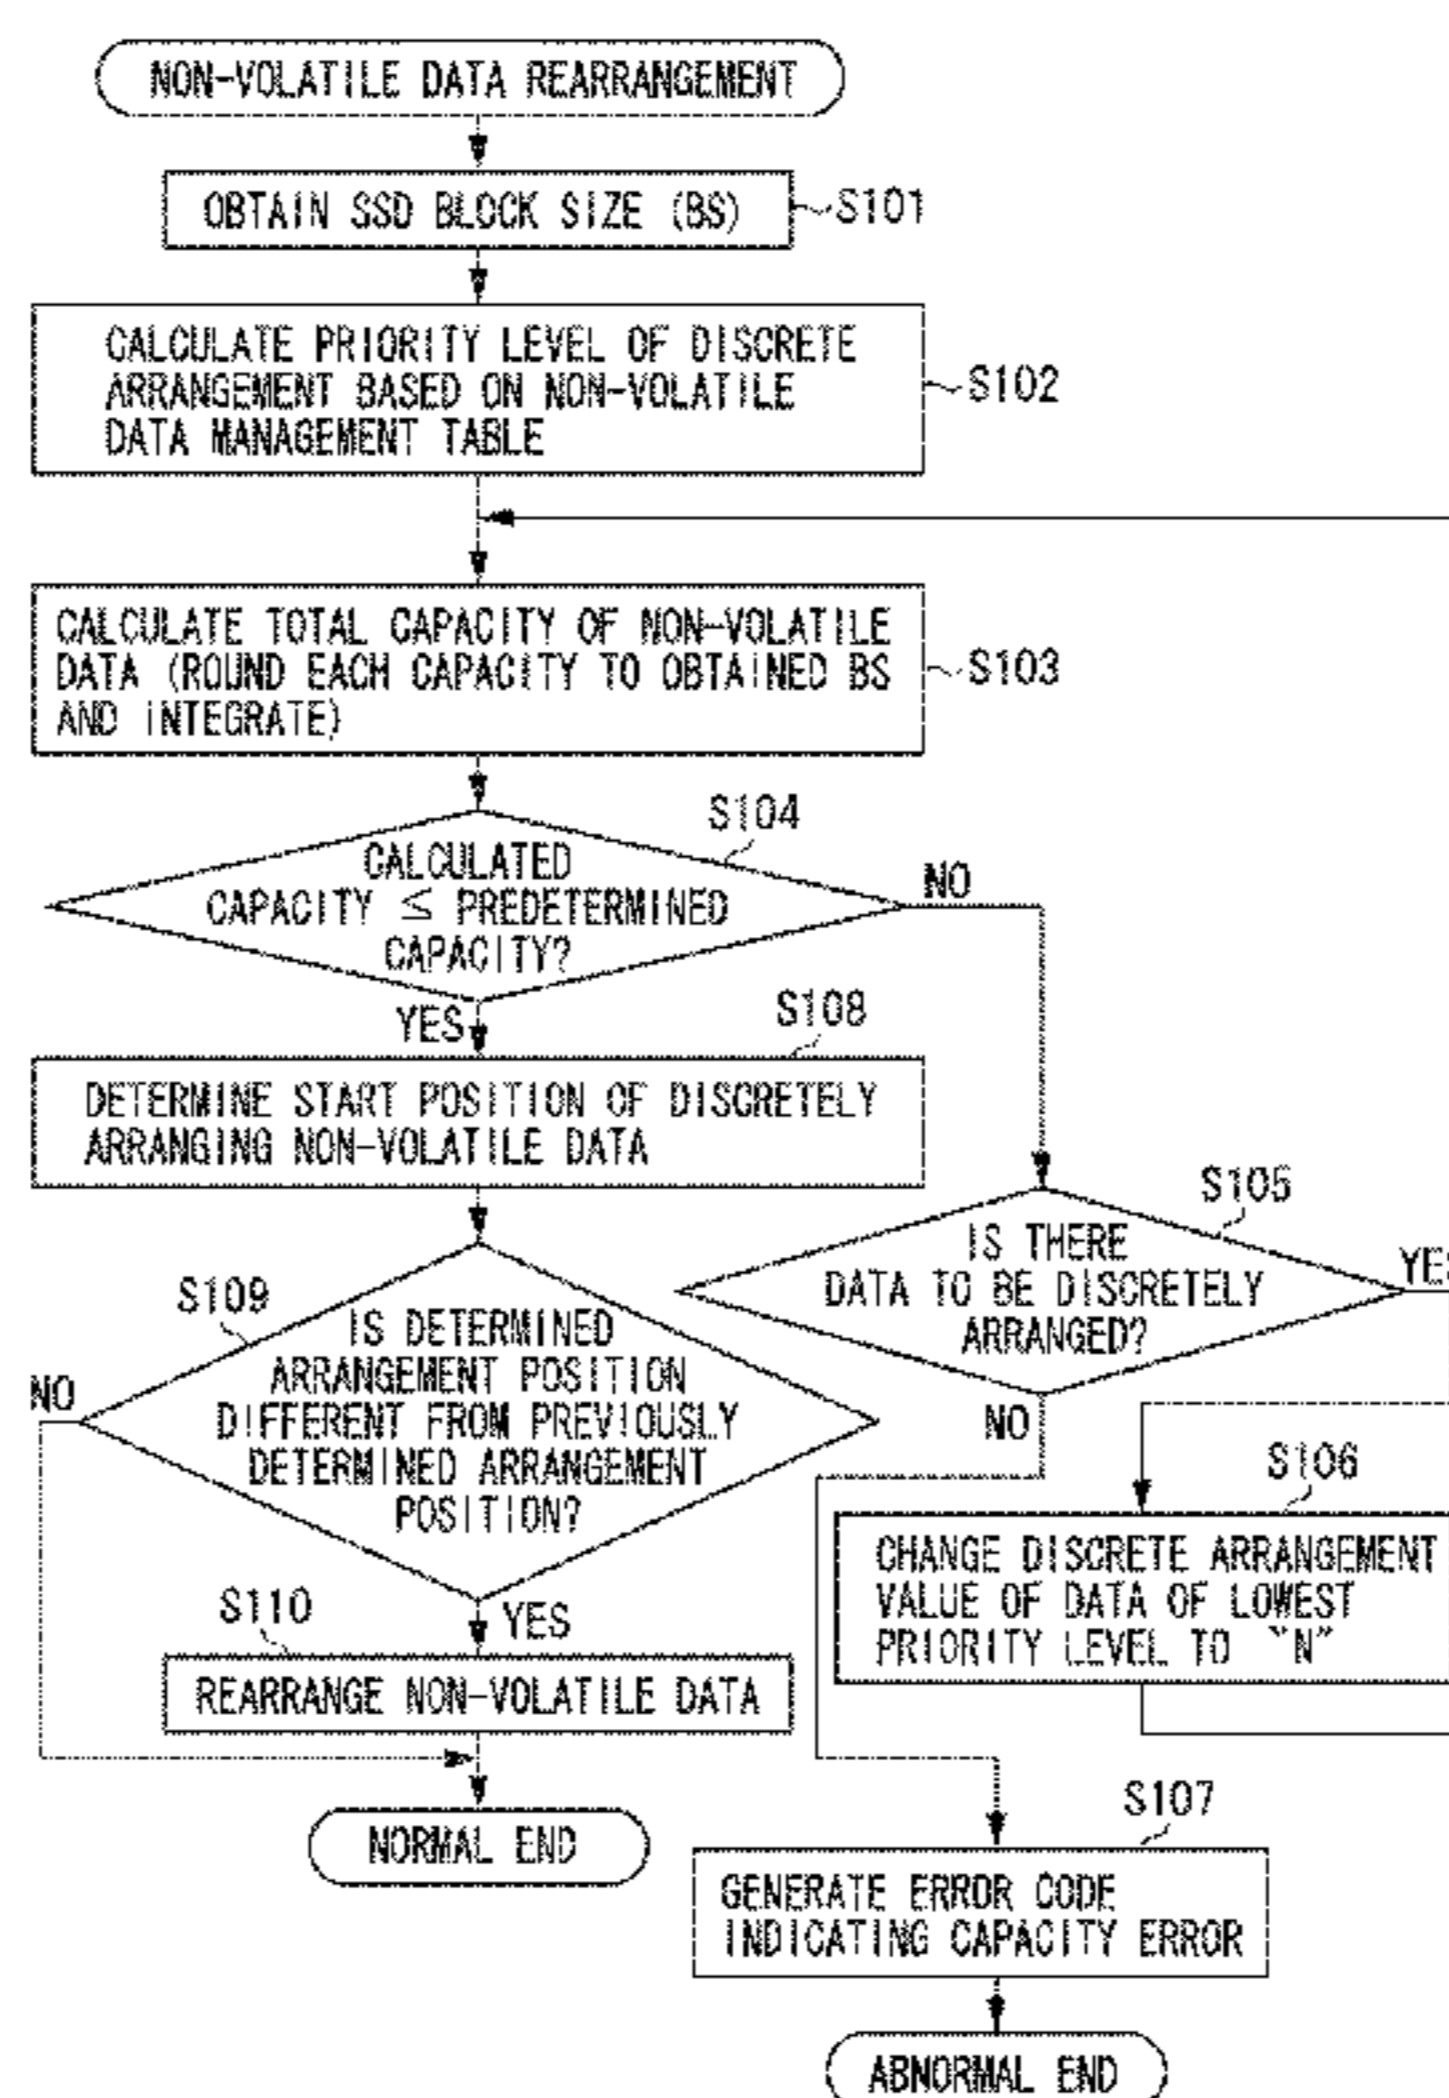 NON-VOLATILE DATA REARRANGEMENT
OBTAIN SSD BLOCK SIZE (BS)
S101
CALCULATE PRIORITY LEVEL OF DISCRETE
ARRANGEMENT BASED ON NON-VOLATILE
DATA MANAGEMENT TABLE
S102
CALCULATE TOTAL CAPACITY OF NON-VOLATILE
DATA (ROUND EACH CAPACITY TO OBTAINED BS
AND INTEGRATE)
S103
S104
CALCULATED
CAPACITY ≤ PREDETERMINED
CAPACITY?
NO
YES
S108
DETERMINE START POSITION OF DISCRETELY
ARRANGING NON-VOLATILE DATA
S105
IS THERE
DATA TO BE DISCRETELY
ARRANGED?
YES
NO
S109
IS DETERMINED
ARRANGEMENT POSITION
DIFFERENT FROM PREVIOUSLY
DETERMINED ARRANGEMENT
POSITION?
NO
YES
S106
CHANGE DISCRETE ARRANGEMENT
VALUE OF DATA OF LOWEST
PRIORITY LEVEL TO "N"
S110
REARRANGE NON-VOLATILE DATA
NORMAL END
S107
GENERATE ERROR CODE
INDICATING CAPACITY ERROR
ABNORMAL END